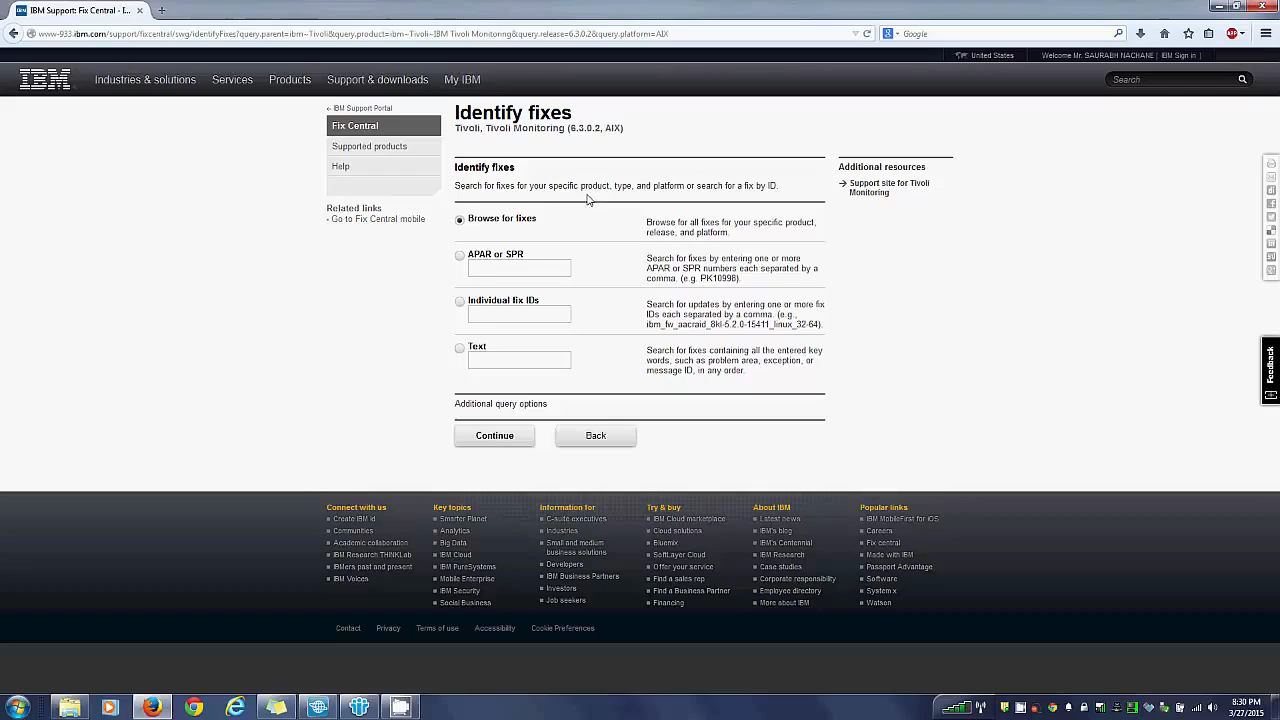 IBM Support: Fix Central - I...
www-933.ibm.com/support/fixcentral/swg/identifyFixes?query.parent=ibm~Tivoli&query.product=ibm~Tivoli~IBM Tivoli Monitoring&query.release=6.3.0.2&query.platform=AIX
Google
United States
Welcome Mr. SAURABH NACHANE | IBM Sign in |
IBM
Industries & solutions
Services
Products
Support & downloads
My IBM
Search
IBM Support Portal
Fix Central
Supported products
Help
Related links
Go to Fix Central mobile
Identify fixes
Tivoli, Tivoli Monitoring (6.3.0.2, AIX)
Identify fixes
Search for fixes for your specific product, type, and platform or search for a fix by ID.
Browse for fixes
Browse for all fixes for your specific product,
release, and platform.
APAR or SPR
Search for fixes by entering one or more
APAR or SPR numbers each separated by a
comma. (e.g. PK10998).
Individual fix IDs
Search for updates by entering one or more fix
IDs each separated by a comma. (e.g.,
ibm_fw_aacraid_8kl-5.2.0-15411_linux_32-64).
Text
Search for fixes containing all the entered key
words, such as problem area, exception, or
message ID, in any order.
Additional query options
Continue
Back
Additional resources
Support site for Tivoli
Monitoring
Feedback
Connect with us
Create IBM id
Communities
Academic collaboration
IBM Research THINKLab
IBMers past and present
IBM Voices
Key topics
Smarter Planet
Analytics
Big Data
IBM Cloud
IBM PureSystems
Mobile Enterprise
IBM Security
Social Business
Information for
C-suite executives
Industries
Small and medium
business solutions
Developers
IBM Business Partners
Investors
Job seekers
Try & buy
IBM Cloud marketplace
Cloud solutions
Bluemix
SoftLayer Cloud
Offer your service
Find a sales rep
Find a Business Partner
Financing
About IBM
Latest news
IBM's blog
IBM's Centennial
IBM Research
Case studies
Corporate responsibility
Employee directory
More about IBM
Popular links
IBM MobileFirst for iOS
Careers
Fix central
Made with IBM
Passport Advantage
Software
System x
Watson
Contact
Privacy
Terms of use
Accessibility
Cookie Preferences
8:30 PM
3/27/2015